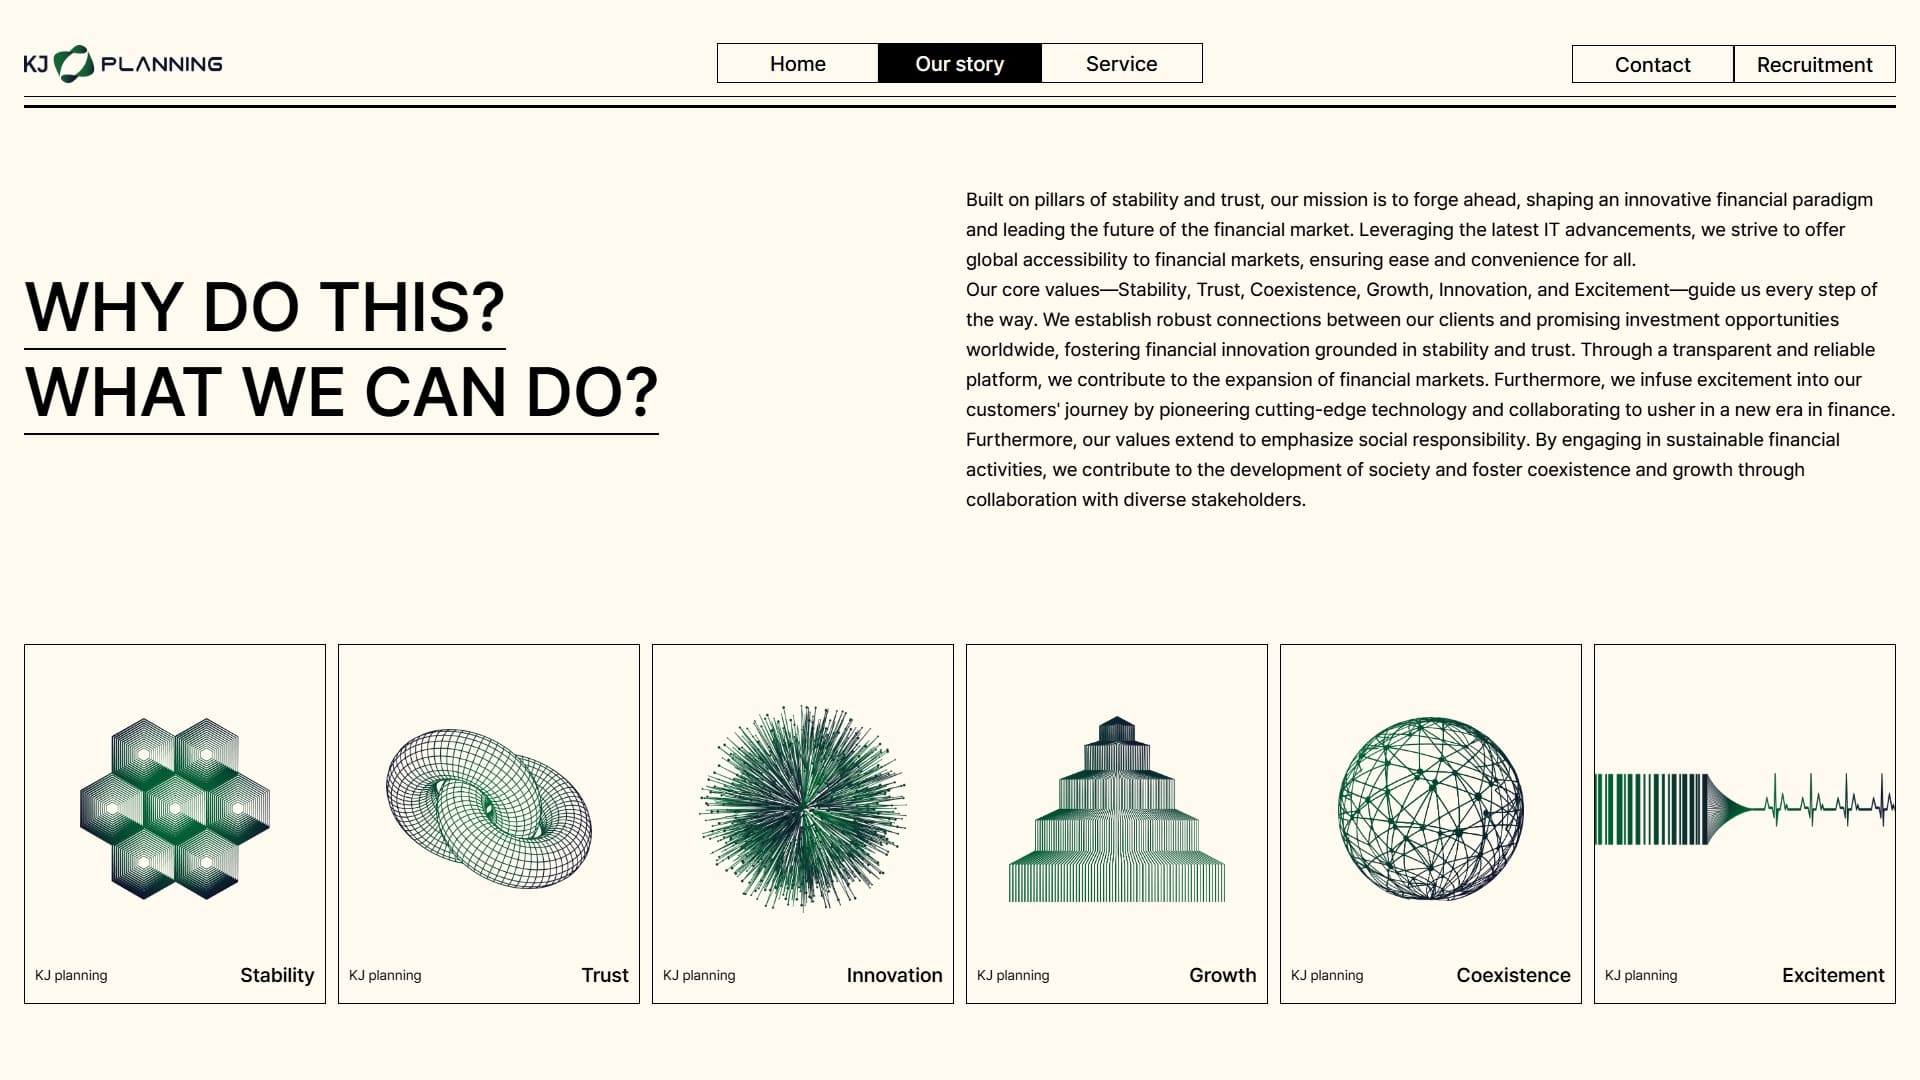 KJ PLANNING
Home
Our story
Service
Contact
Recruitment
WHY DO THIS?
WHAT WE CAN DO?
Built on pillars of stability and trust, our mission is to forge ahead, shaping an innovative financial paradigm
and leading the future of the financial market. Leveraging the latest IT advancements, we strive to offer
global accessibility to financial markets, ensuring ease and convenience for all.
Our core values—Stability, Trust, Coexistence, Growth, Innovation, and Excitement—guide us every step of
the way. We establish robust connections between our clients and promising investment opportunities
worldwide, fostering financial innovation grounded in stability and trust. Through a transparent and reliable
platform, we contribute to the expansion of financial markets. Furthermore, we infuse excitement into our
customers' journey by pioneering cutting-edge technology and collaborating to usher in a new era in finance.
Furthermore, our values extend to emphasize social responsibility. By engaging in sustainable financial
activities, we contribute to the development of society and foster coexistence and growth through
collaboration with diverse stakeholders.
KJ planning
Stability
KJ planning
Trust
KJ planning
Innovation
KJ planning
Growth
KJ planning
Coexistence
KJ planning
Excitement